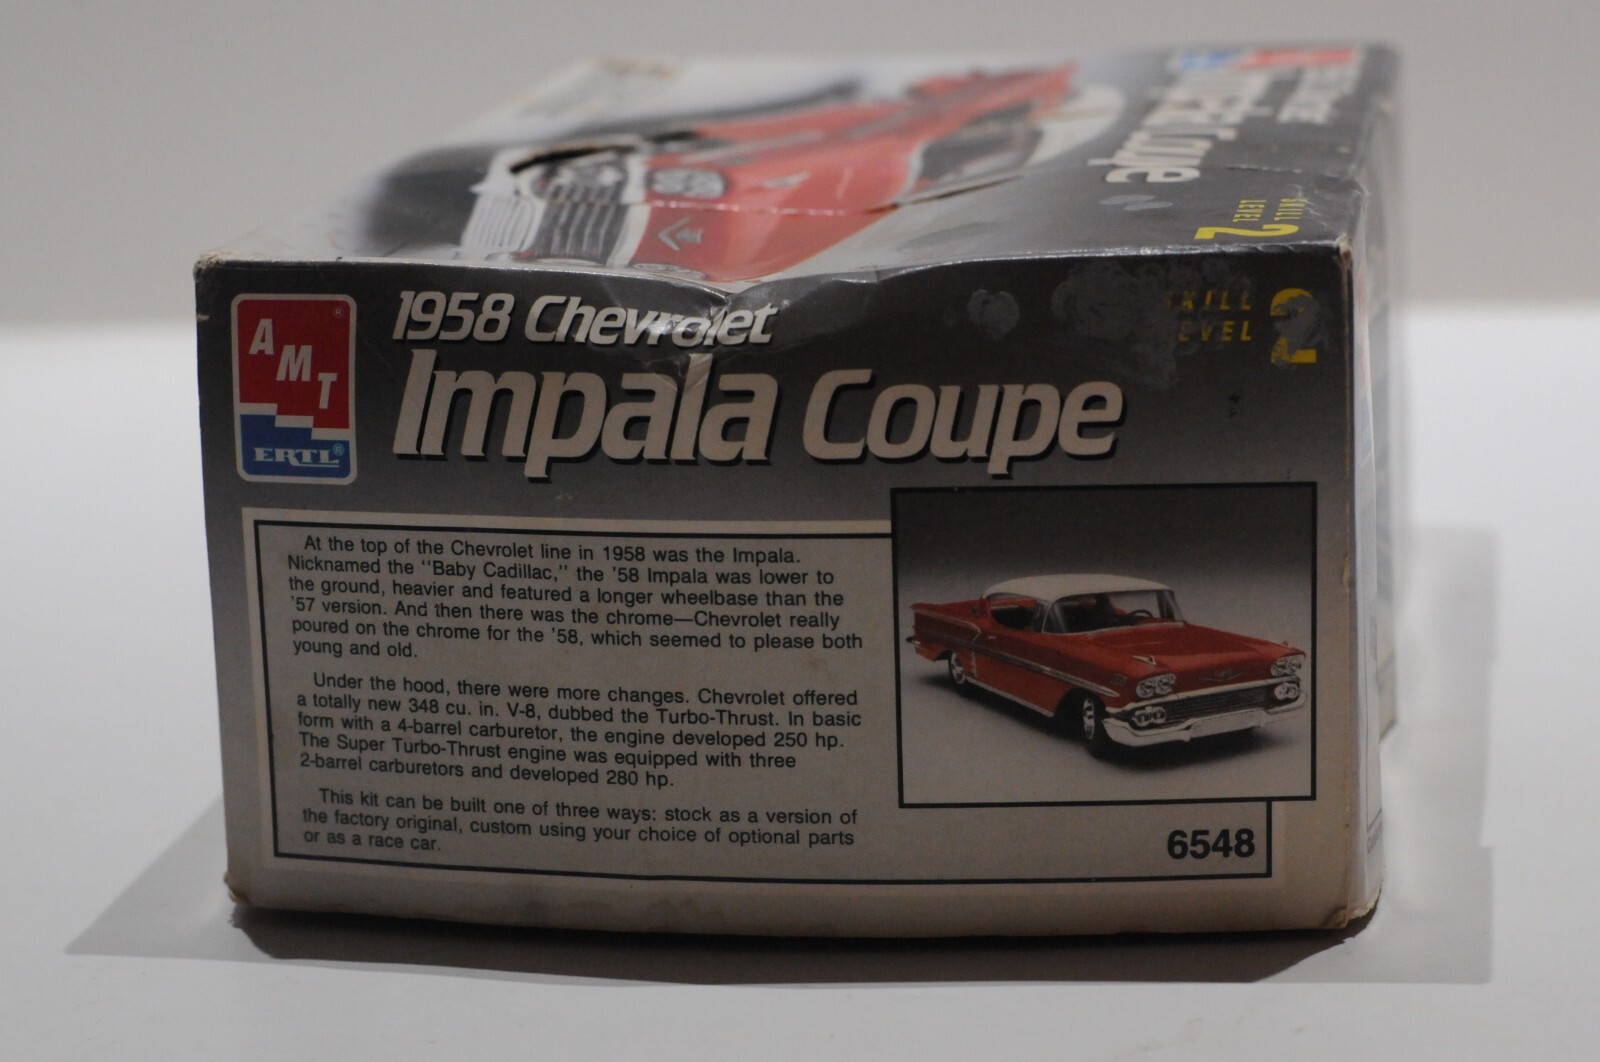 Coupe
SKILL
LEVEL 2
AMT®
ERTL®
1958 Chevrolet
Impala Coupe
SKILL
LEVEL 2
At the top of the Chevrolet line in 1958 was the Impala.
Nicknamed the "Baby Cadillac," the '58 Impala was lower to
the ground, heavier and featured a longer wheelbase than the
'57 version. And then there was the chrome—Chevrolet really
poured on the chrome for the '58, which seemed to please both
young and old.
Under the hood, there were more changes. Chevrolet offered
a totally new 348 cu. in. V-8, dubbed the Turbo-Thrust. In basic
form with a 4-barrel carburetor, the engine developed 250 hp.
The Super Turbo-Thrust engine was equipped with three
2-barrel carburetors and developed 280 hp.
This kit can be built one of three ways: stock as a version of
the factory original, custom using your choice of optional parts
or as a race car.
6548